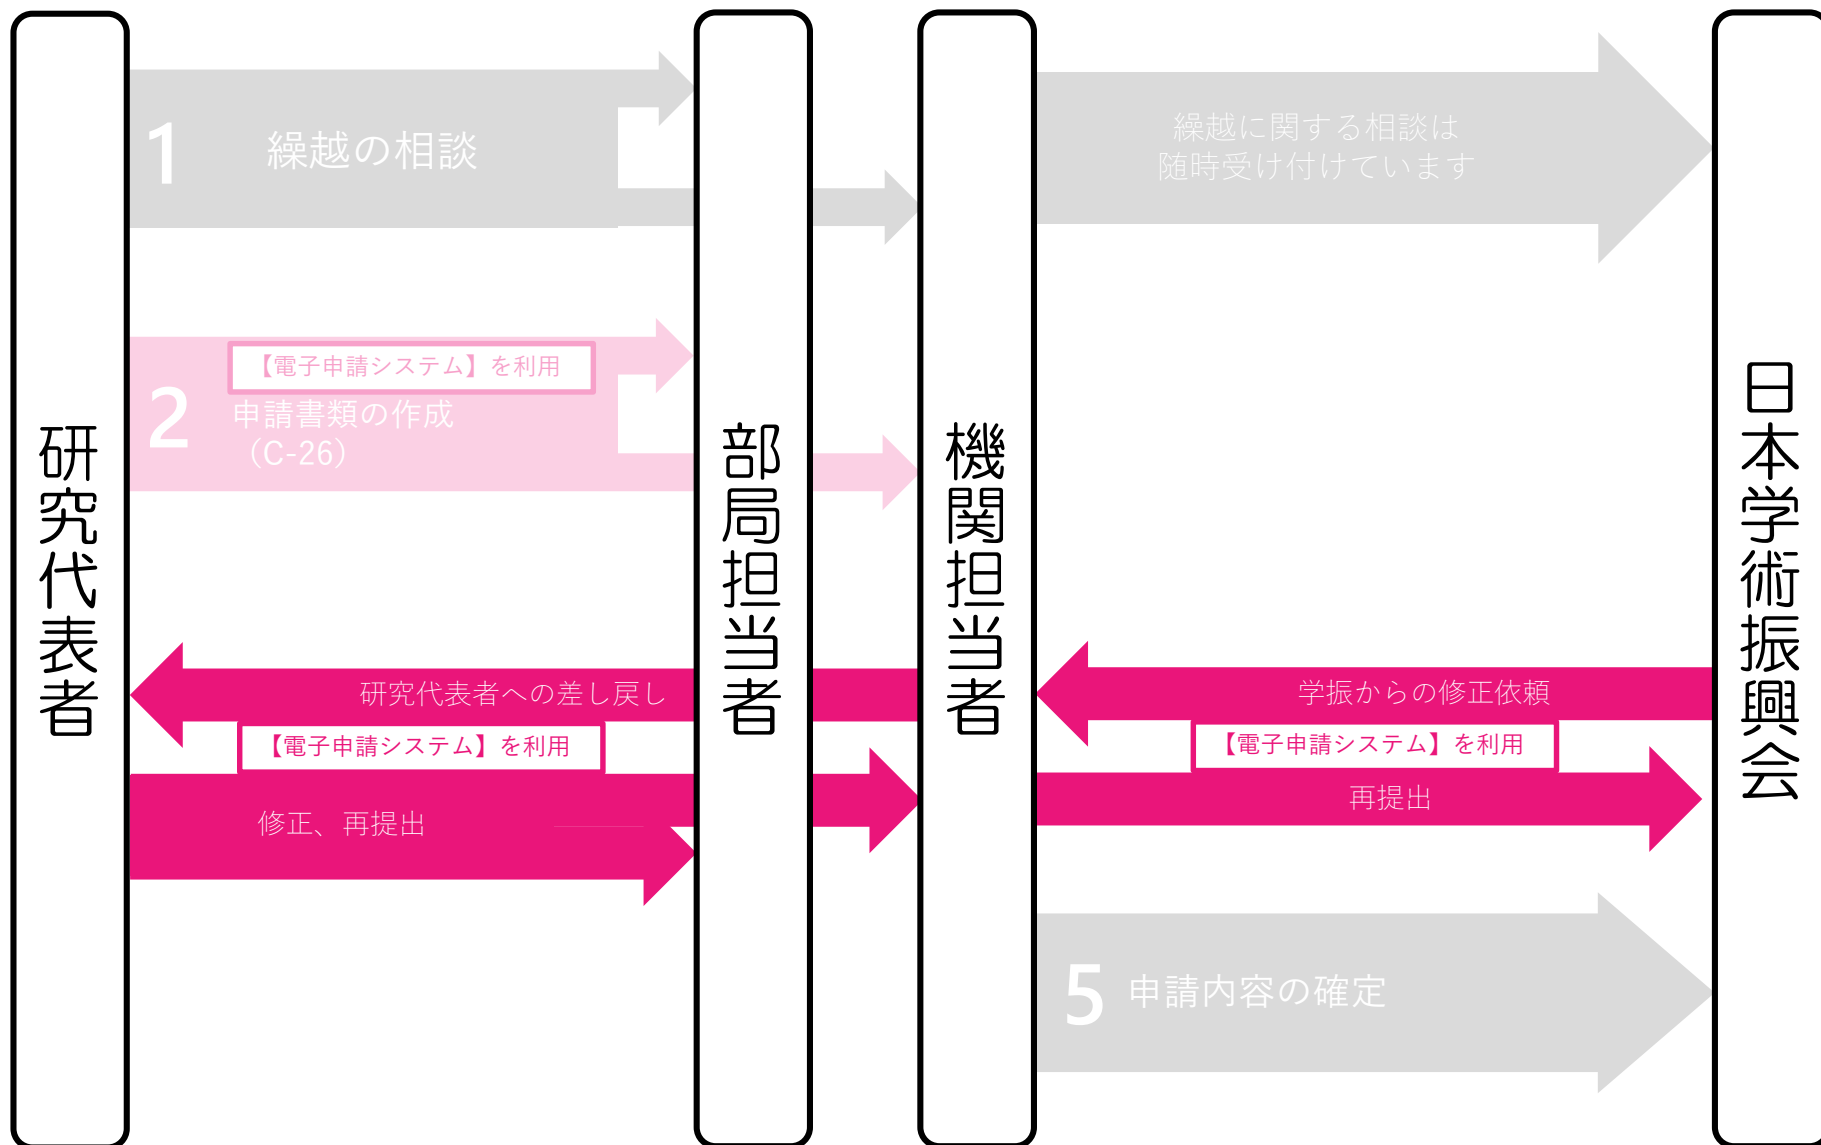 研究代表者
部局担当者
機関担当者
日本学術振興会
1 繰越の相談
繰越に関する相談は
随時受け付けています
【電子申請システム】を利用
2 申請書類の作成
（C-26）
研究代表者への差し戻し
学振からの修正依頼
【電子申請システム】を利用
【電子申請システム】を利用
修正、再提出
再提出
5 申請内容の確定